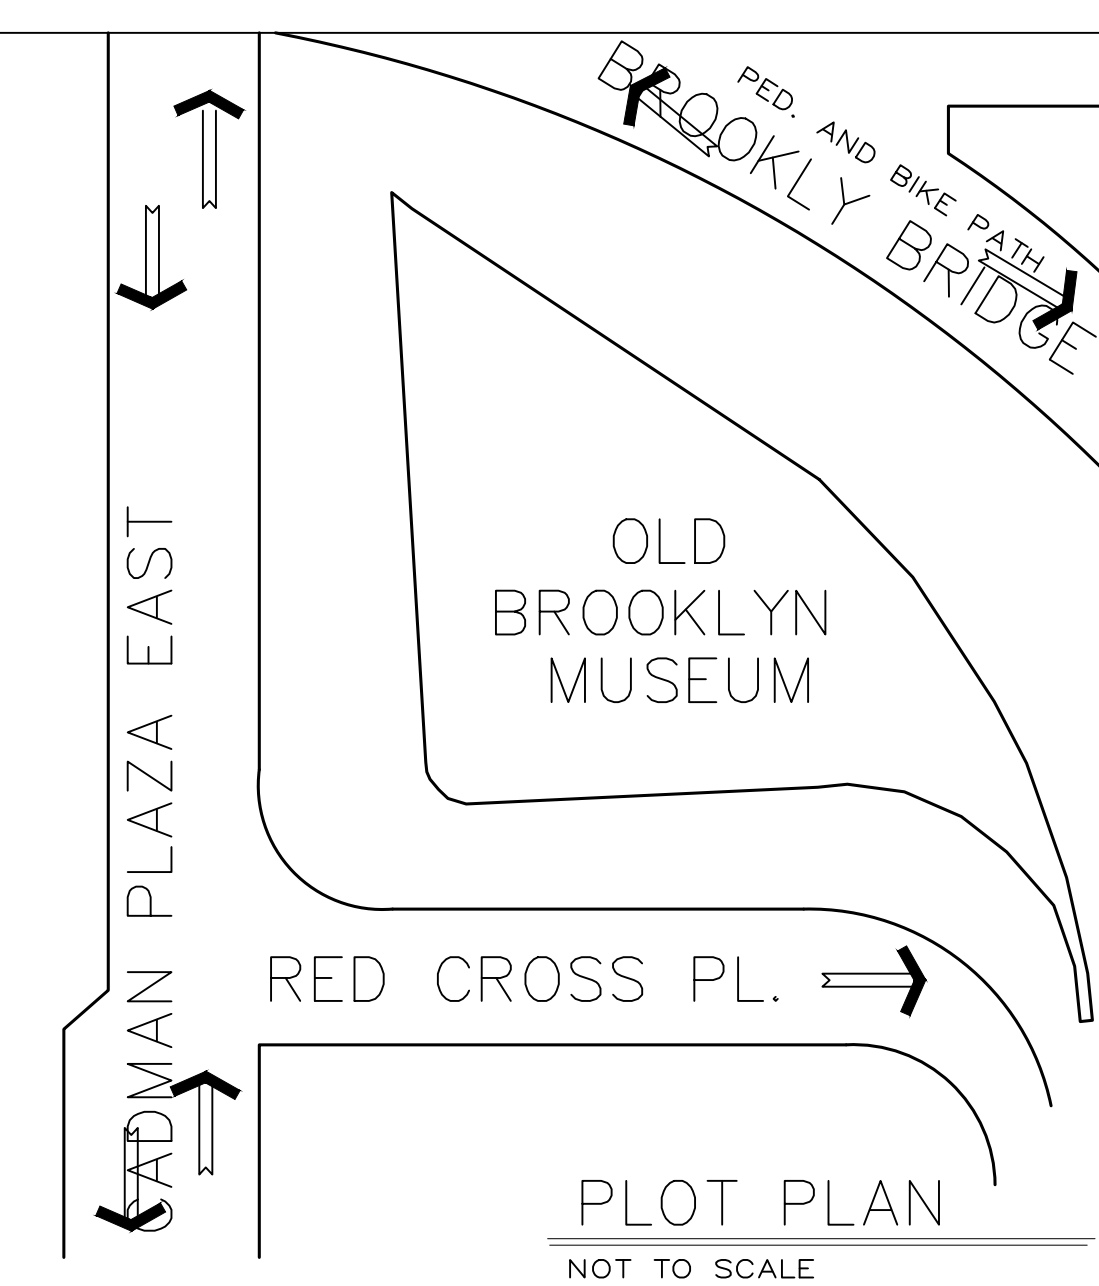 PED. AND BIKE PATH
BROOKLY BRIDGE
CADMAN PLAZA EAST
OLD
BROOKLYN
MUSEUM
RED CROSS PL.
PLOT PLAN
NOT TO SCALE